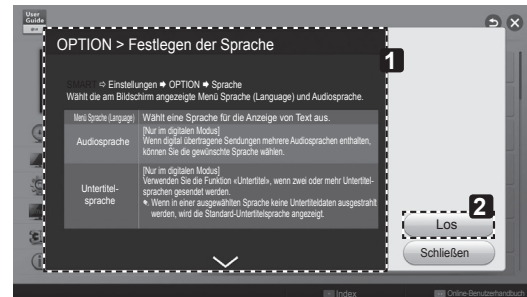 User
Guide
OPTION > Festlegen der Sprache
1
SMART ⇨ Einstellungen ➡ OPTION ➡ Sprache
Wählt die am Bildschirm angezeigte Menü Sprache (Language) und Audiosprache.
Menü Sprache (Language) Wählt eine Sprache für die Anzeige von Text aus.
Audiosprache
[Nur im digitalen Modus]
Wenn digital übertragene Sendungen mehrere Audiosprachen enthalten,
können Sie die gewünschte Sprache wählen.
Untertitel-
sprache
[Nur im digitalen Modus]
Verwenden Sie die Funktion «Untertitel», wenn zwei oder mehr Untertitel-
sprachen gesendet werden.
Wenn in einer ausgewählten Sprache keine Untertiteldaten ausgestrahlt
werden, wird die Standard-Untertitelsprache angezeigt.
2
Los
Schließen
Index
Online-Benutzerhandbuch